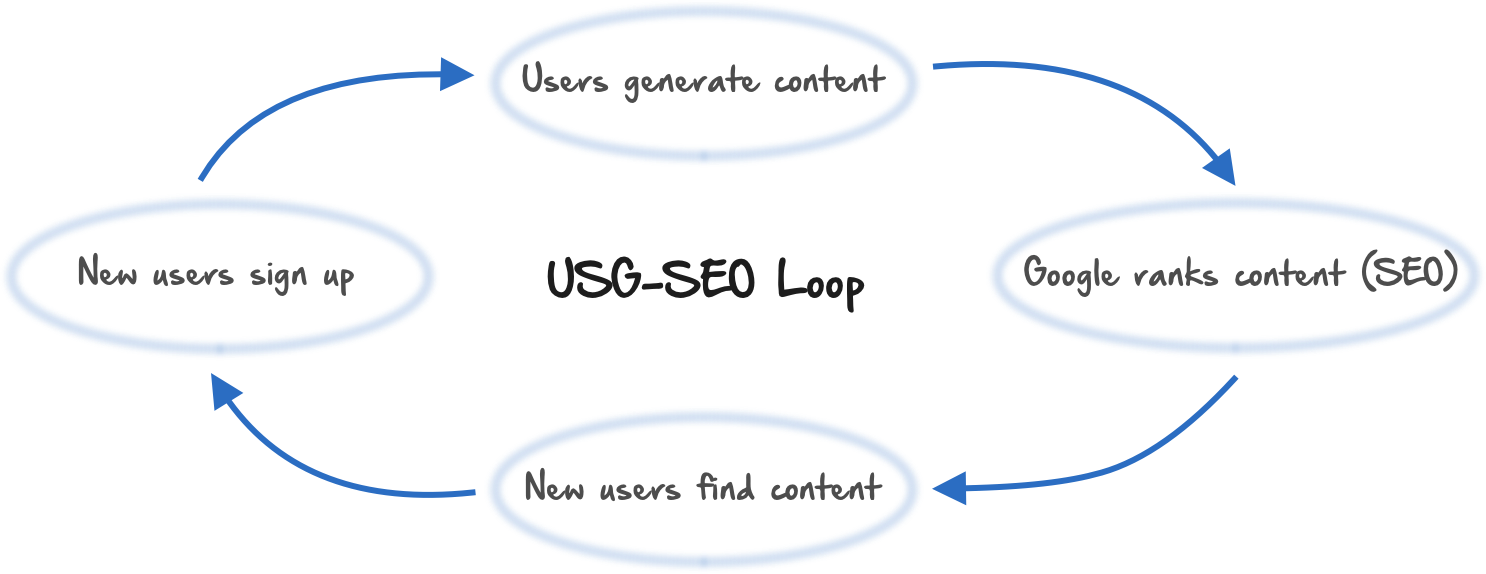 Users generate content
New users sign up
USG-SEO Loop
Google ranks content (SEO)
New users find content